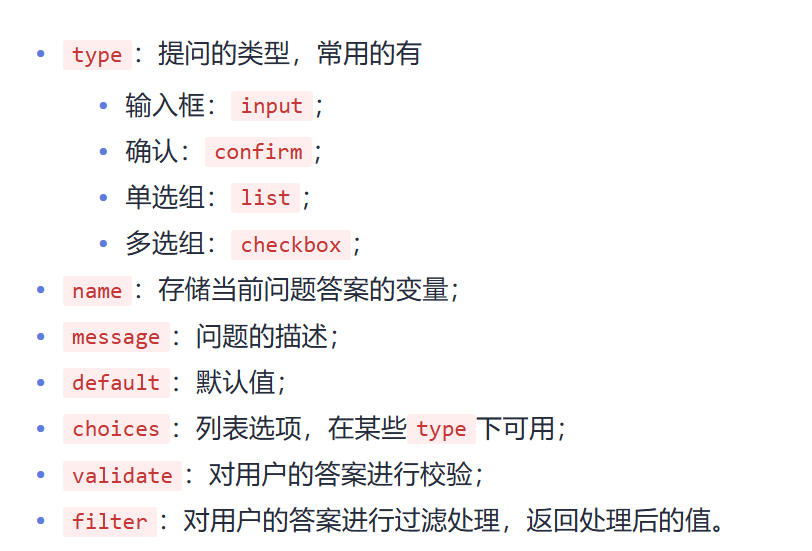 type：提问的类型，常用的有
输入框：input；
确认：confirm；
单选组：list；
多选组：checkbox；
name：存储当前问题答案的变量；
message：问题的描述；
default：默认值；
choices：列表选项，在某些type下可用；
validate：对用户的答案进行校验；
filter：对用户的答案进行过滤处理，返回处理后的值。